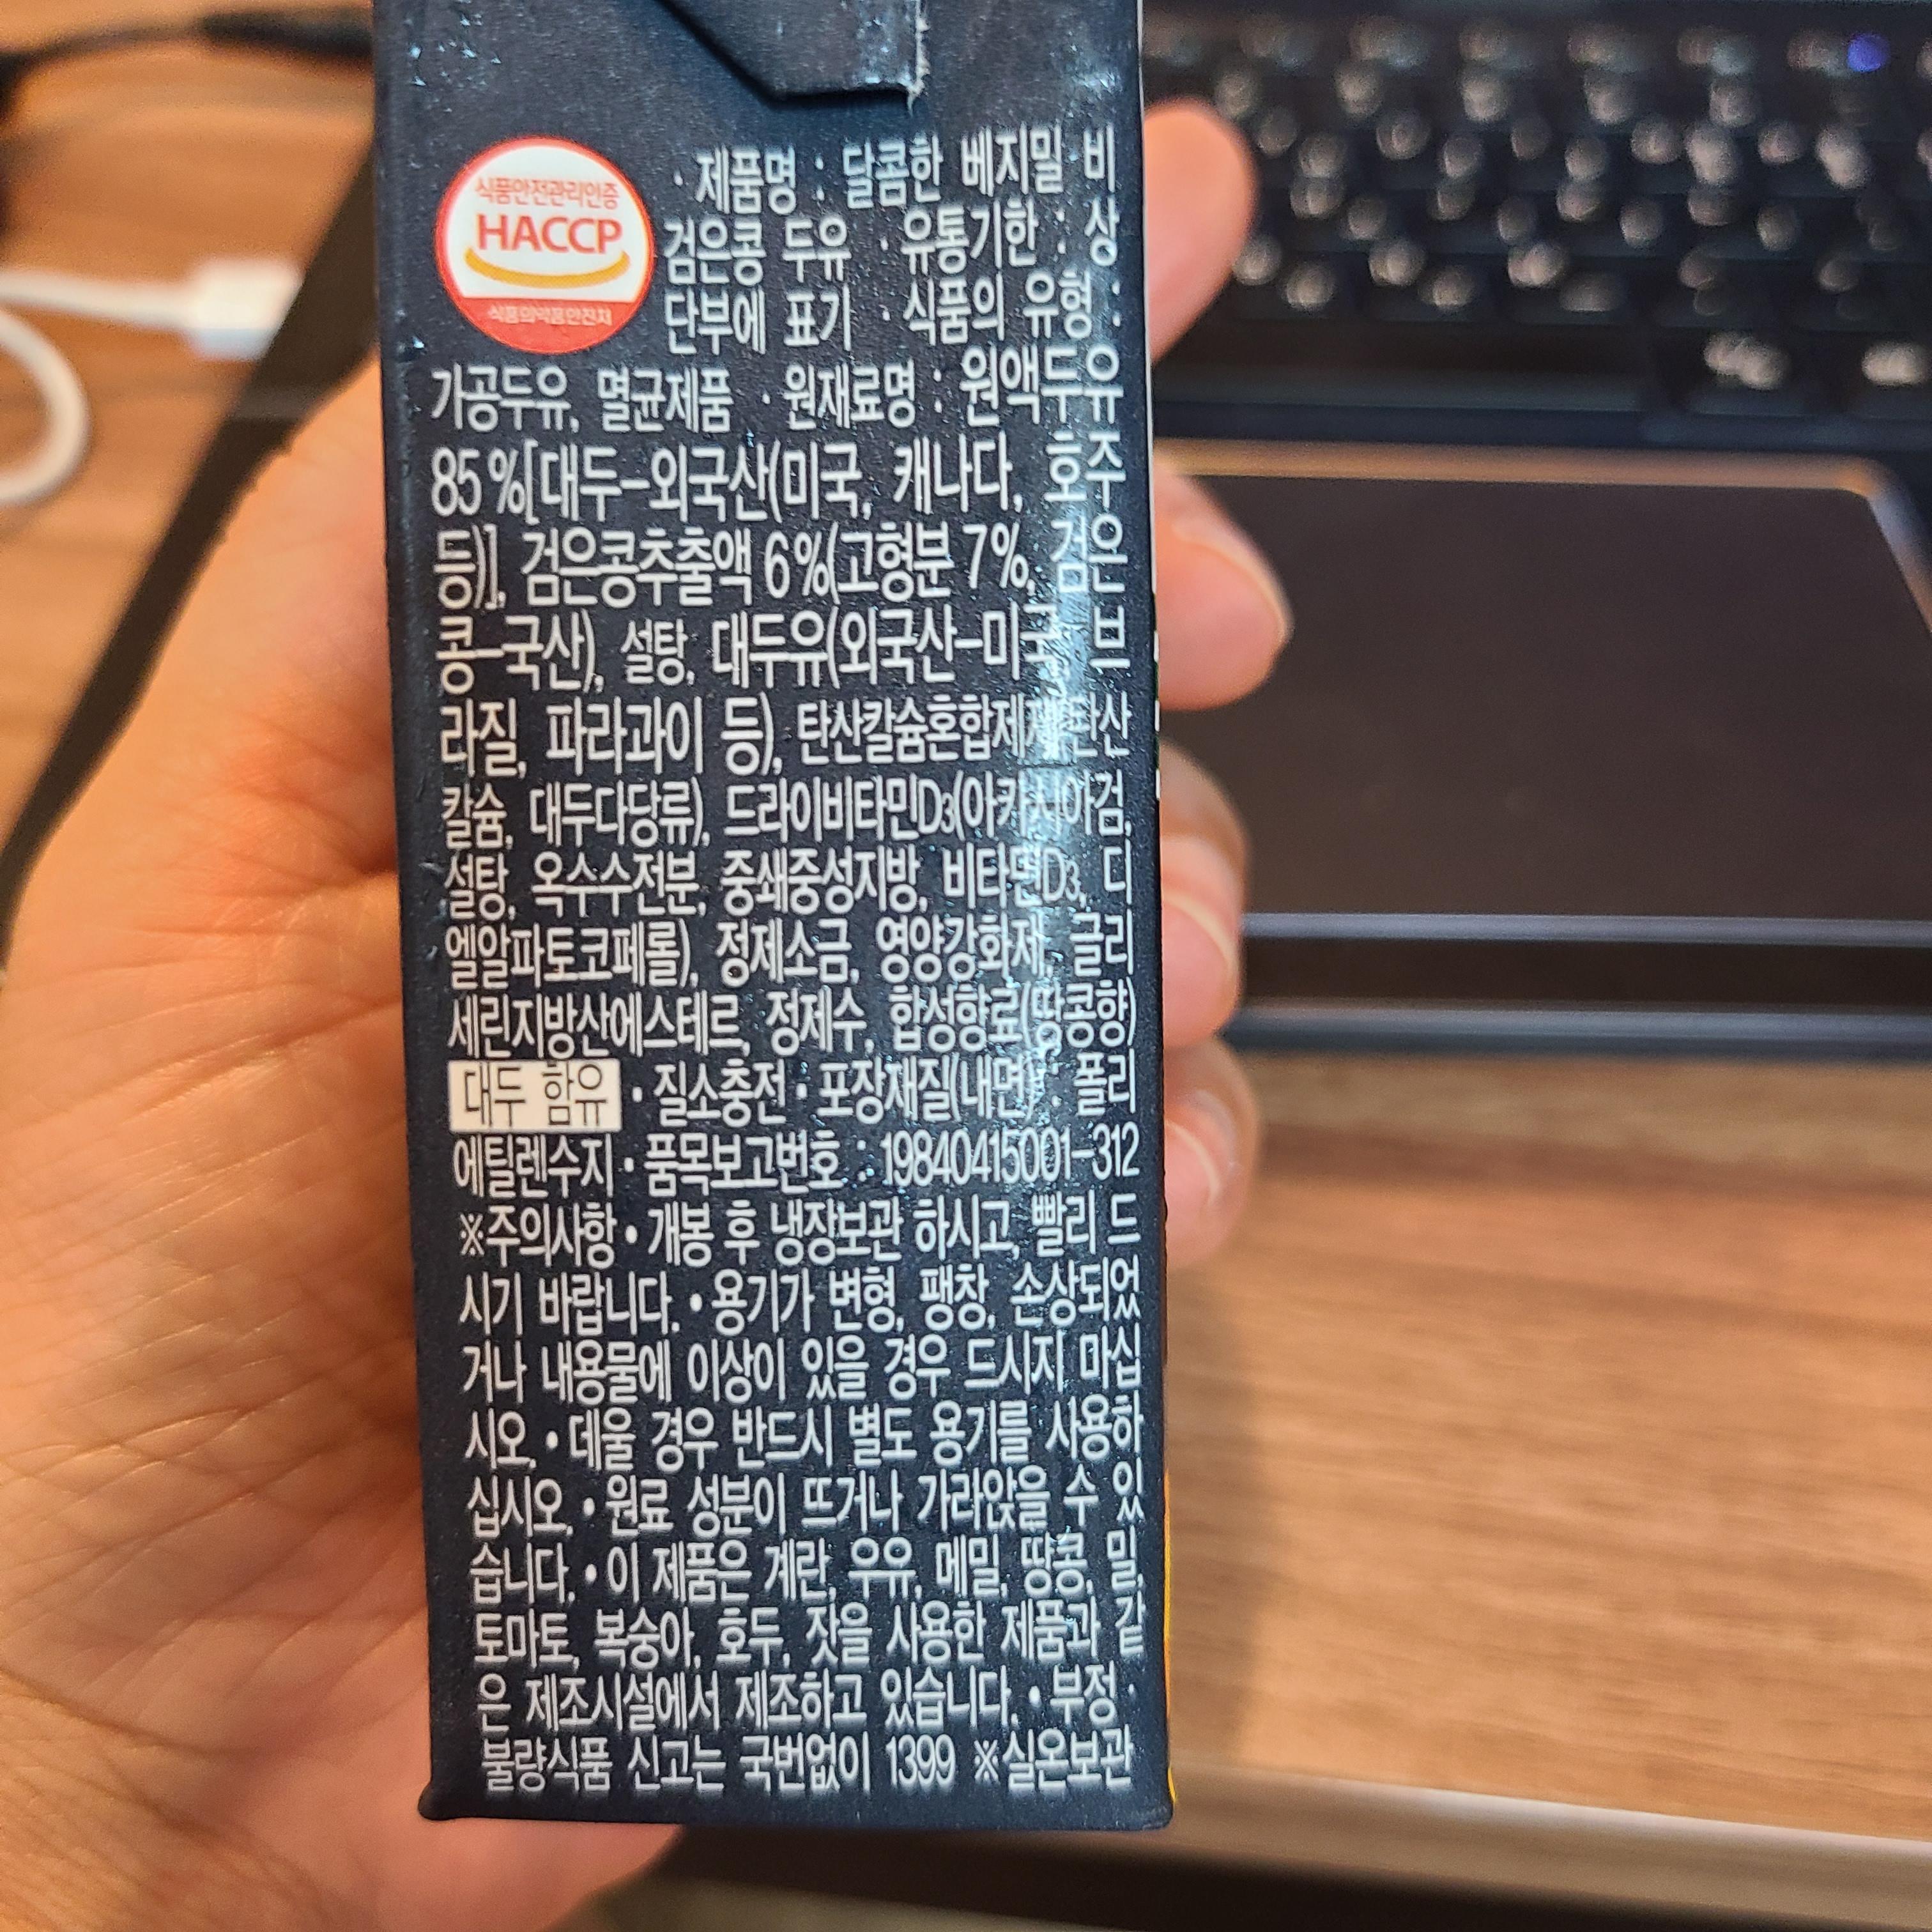 식품안전관리인증
HACCP
식품의약품안전처
· 제품명 : 달콤한 베지밀 비
검은콩 두유 · 유통기한 : 상
단부에 표기 · 식품의 유형 :
가공두유, 멸균제품 · 원재료명 : 원액두유
85 %[대두-외국산(미국, 캐나다, 호주
등)], 검은콩추출액 6 %(고형분 7 %, 검은
콩-국산), 설탕, 대두유(외국산-미국, 브
라질, 파라과이 등), 탄산칼슘혼합제제(탄산
칼슘, 대두다당류), 드라이비타민D3(아카시아검,
설탕, 옥수수전분, 중쇄중성지방, 비타민D3, 디
엘알파토코페롤), 정제소금, 영양강화제, 글리
세린지방산에스테르, 정제수, 합성향료(땅콩향)
대두 함유 · 질소충전 · 포장재질(내면) : 폴리
에틸렌수지 · 품목보고번호 : 19840415001-312
※주의사항 • 개봉 후 냉장보관 하시고, 빨리 드
시기 바랍니다. • 용기가 변형, 팽창, 손상되었
거나 내용물에 이상이 있을 경우 드시지 마십
시오. • 데울 경우 반드시 별도 용기를 사용하
십시오. • 원료 성분이 뜨거나 가라앉을 수 있
습니다. • 이 제품은 계란, 우유, 메밀, 땅콩, 밀,
토마토, 복숭아, 호두, 잣을 사용한 제품과 같
은 제조시설에서 제조하고 있습니다. • 부정 ·
불량식품 신고는 국번없이 1399 ※실온보관